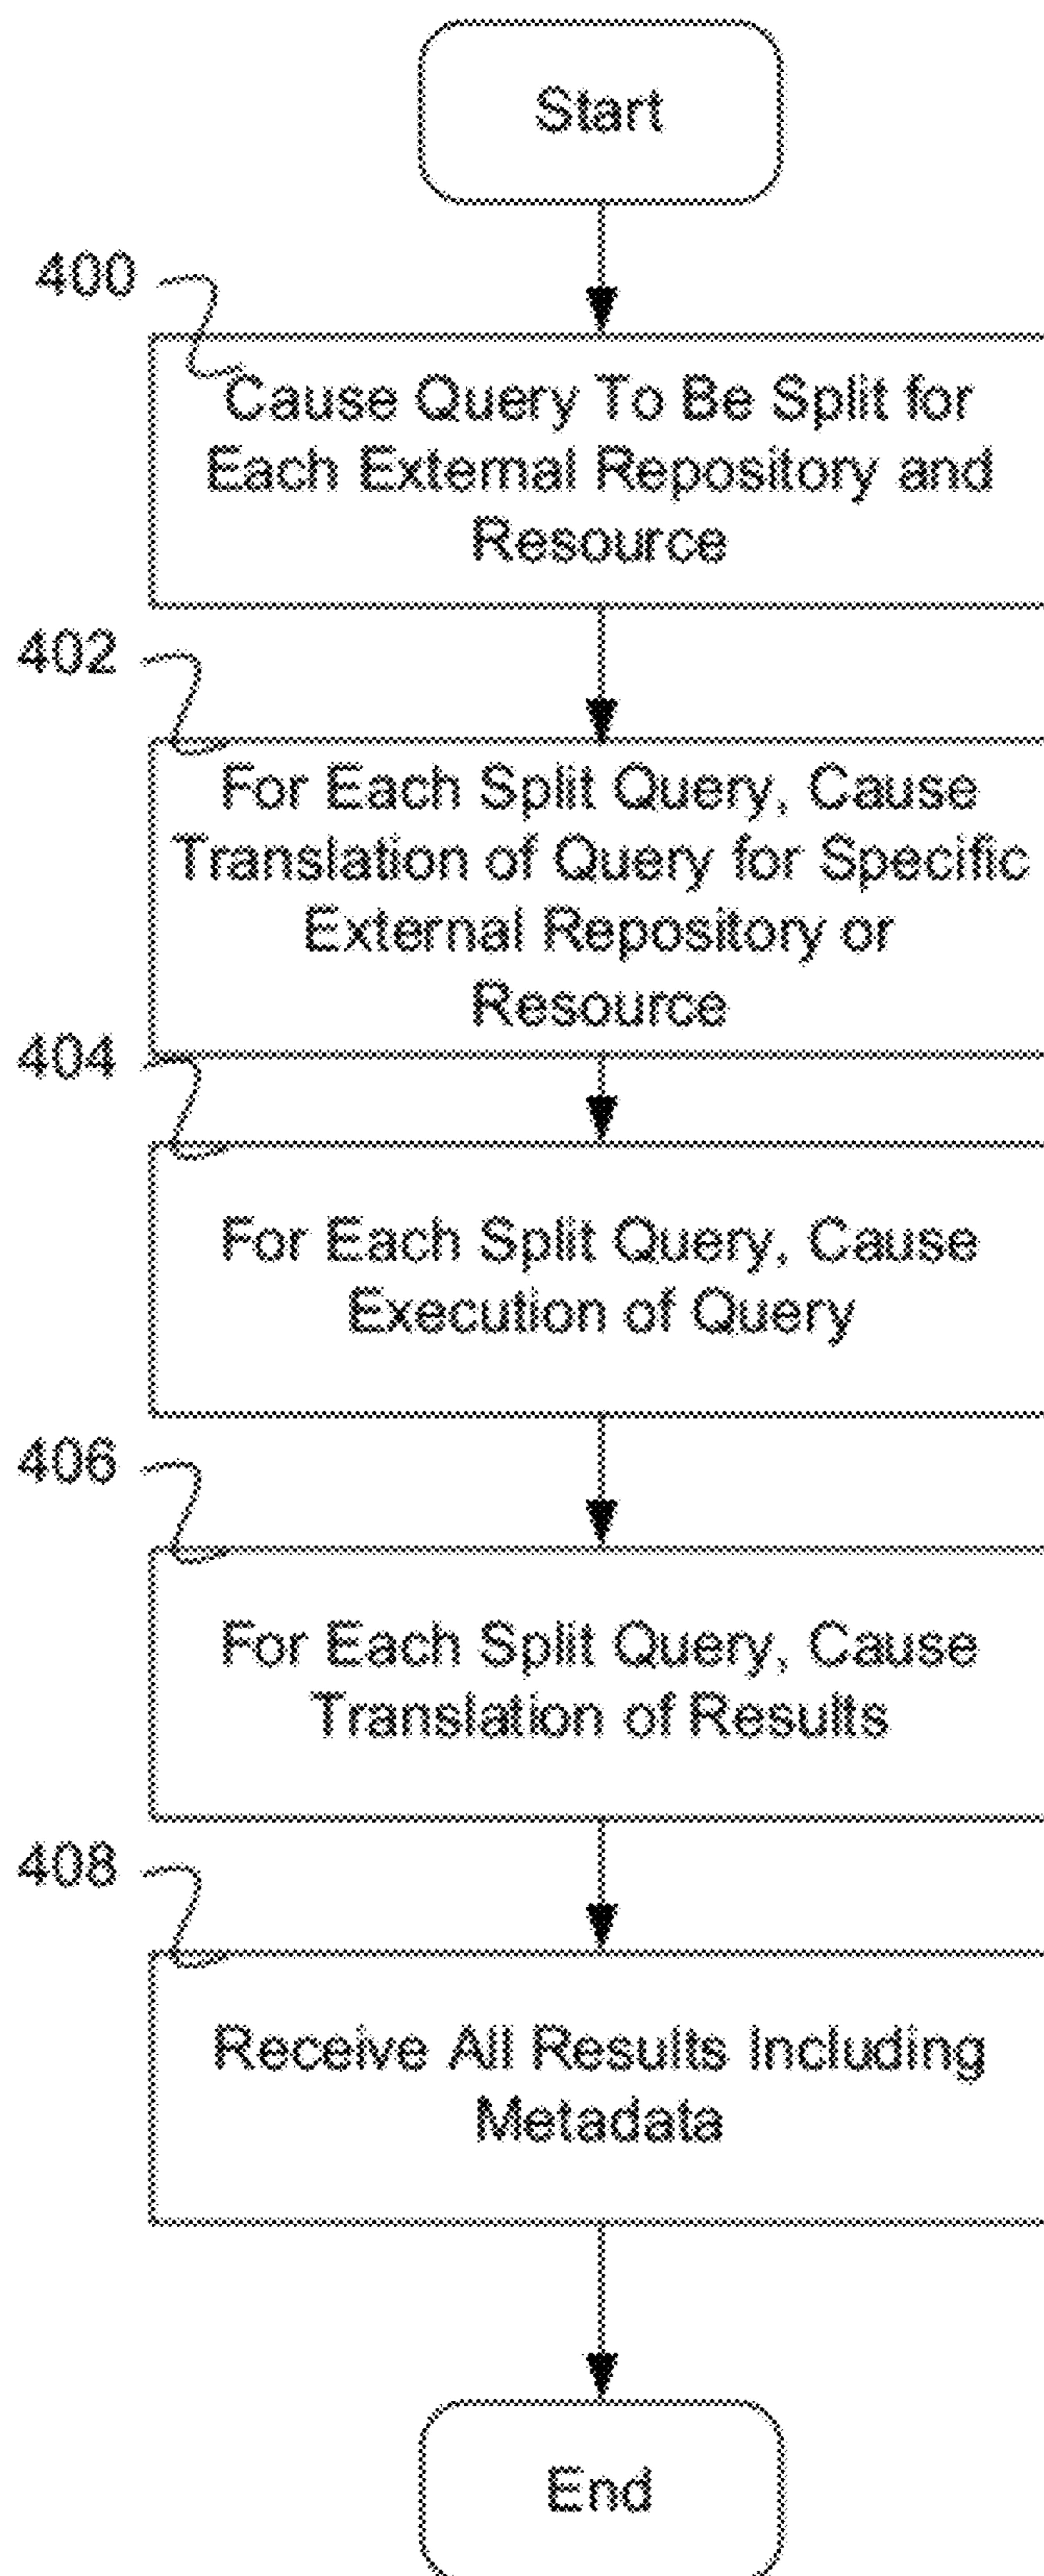 Start
400
Cause Query To Be Split for
Each External Repository and
Resource
402
For Each Split Query, Cause
Translation of Query for Specific
External Repository or
Resource
404
For Each Split Query, Cause
Execution of Query
406
For Each Split Query, Cause
Translation of Results
408
Receive All Results Including
Metadata
End